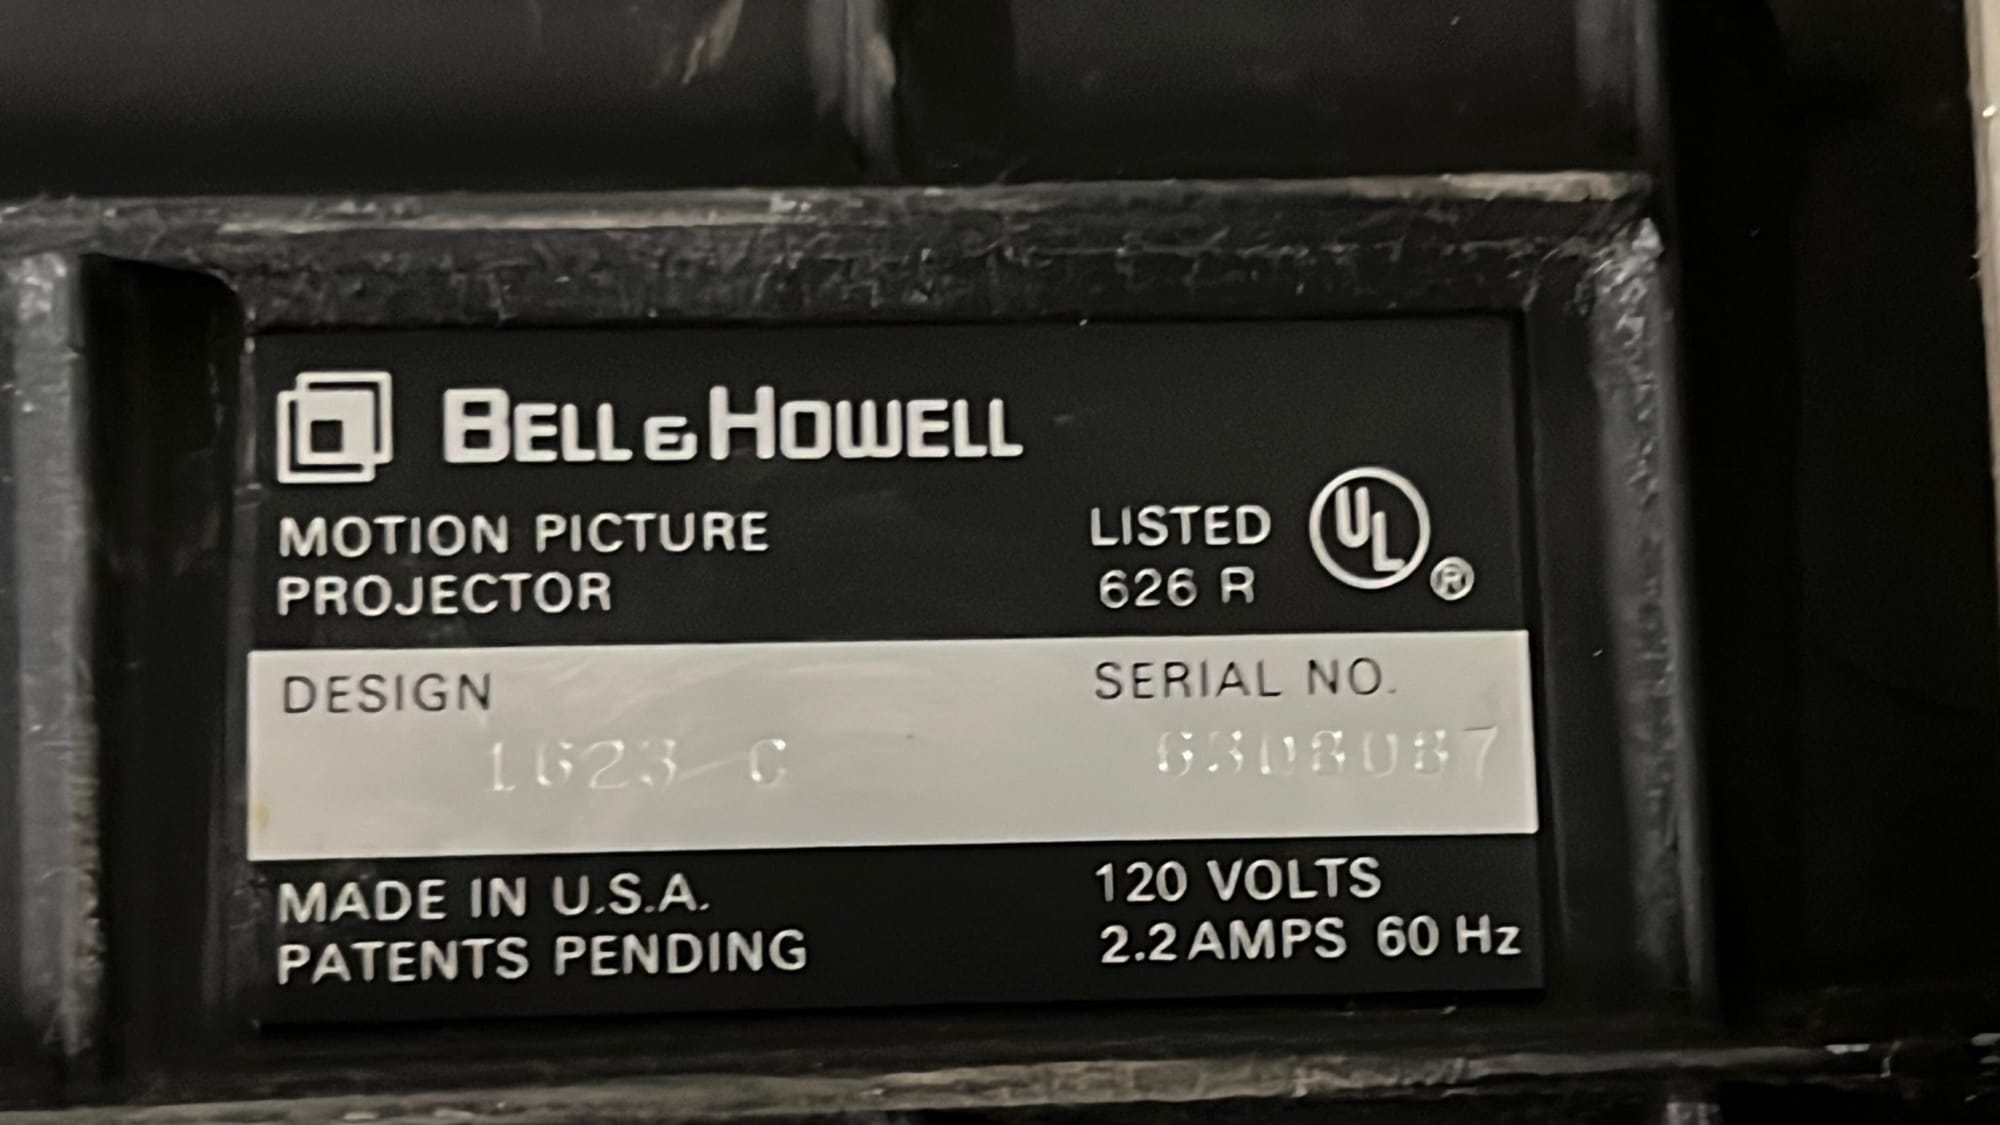 BELL & HOWELL
MOTION PICTURE
PROJECTOR
LISTED UL ®
626 R
DESIGN
SERIAL NO.
1623 C
MADE IN U.S.A.
PATENTS PENDING
120 VOLTS
2.2 AMPS 60 Hz